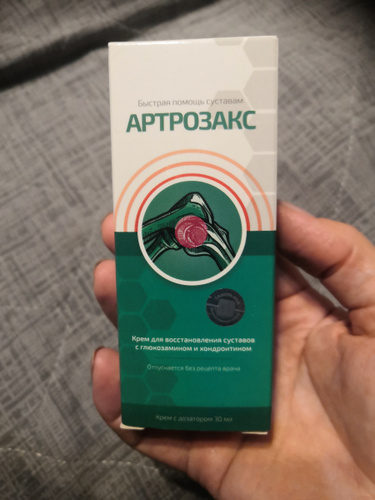 Быстрая помощь суставам
АРТРОЗАКС
Крем для восстановления суставов
с глюкозамином и хондроитином
Отпускается без рецепта врача
Крем с дозатором 30 мл